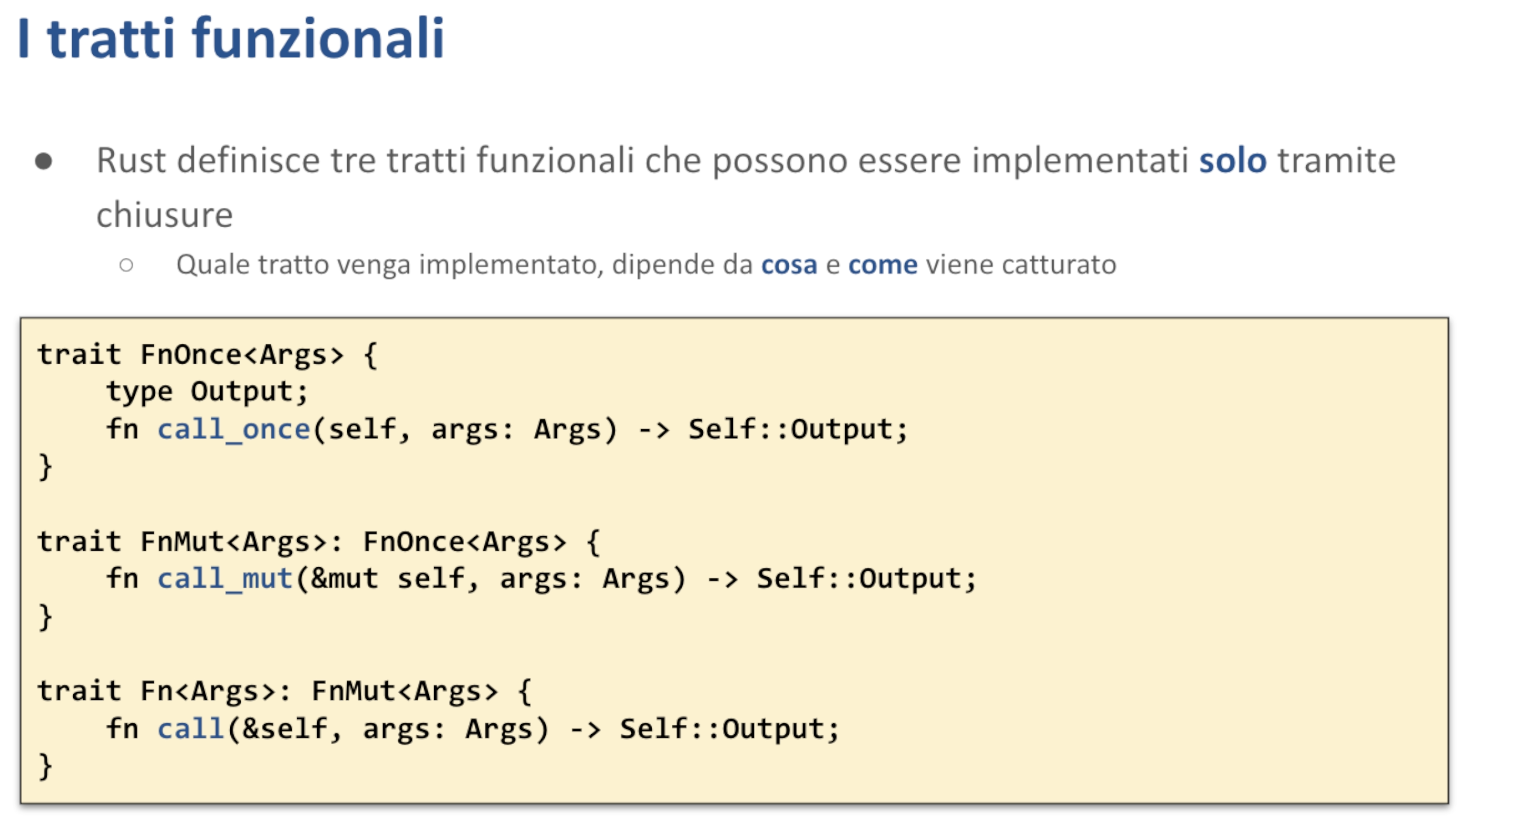 I tratti funzionali
● Rust definisce tre tratti funzionali che possono essere implementati solo tramite
chiusure
○ Quale tratto venga implementato, dipende da cosa e come viene catturato
trait FnOnce<Args> {
    type Output;
    fn call_once(self, args: Args) -> Self::Output;
}

trait FnMut<Args>: FnOnce<Args> {
    fn call_mut(&mut self, args: Args) -> Self::Output;
}

trait Fn<Args>: FnMut<Args> {
    fn call(&self, args: Args) -> Self::Output;
}